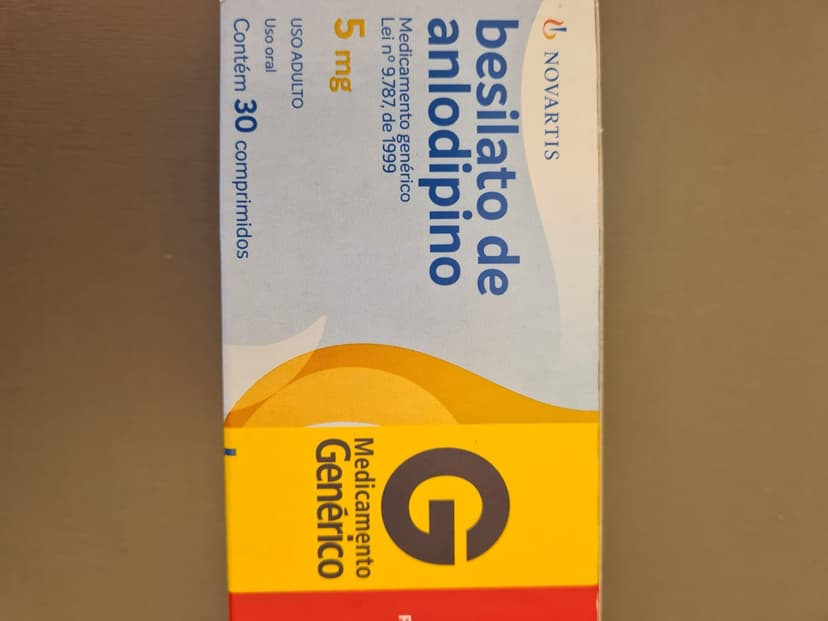 NOVARTIS
besilato de
anlodipino
Medicamento genérico
Lei nº 9.787, de 1999
5 mg
USO ADULTO
Uso oral
Contém 30 comprimidos
G
Medicamento
Genérico